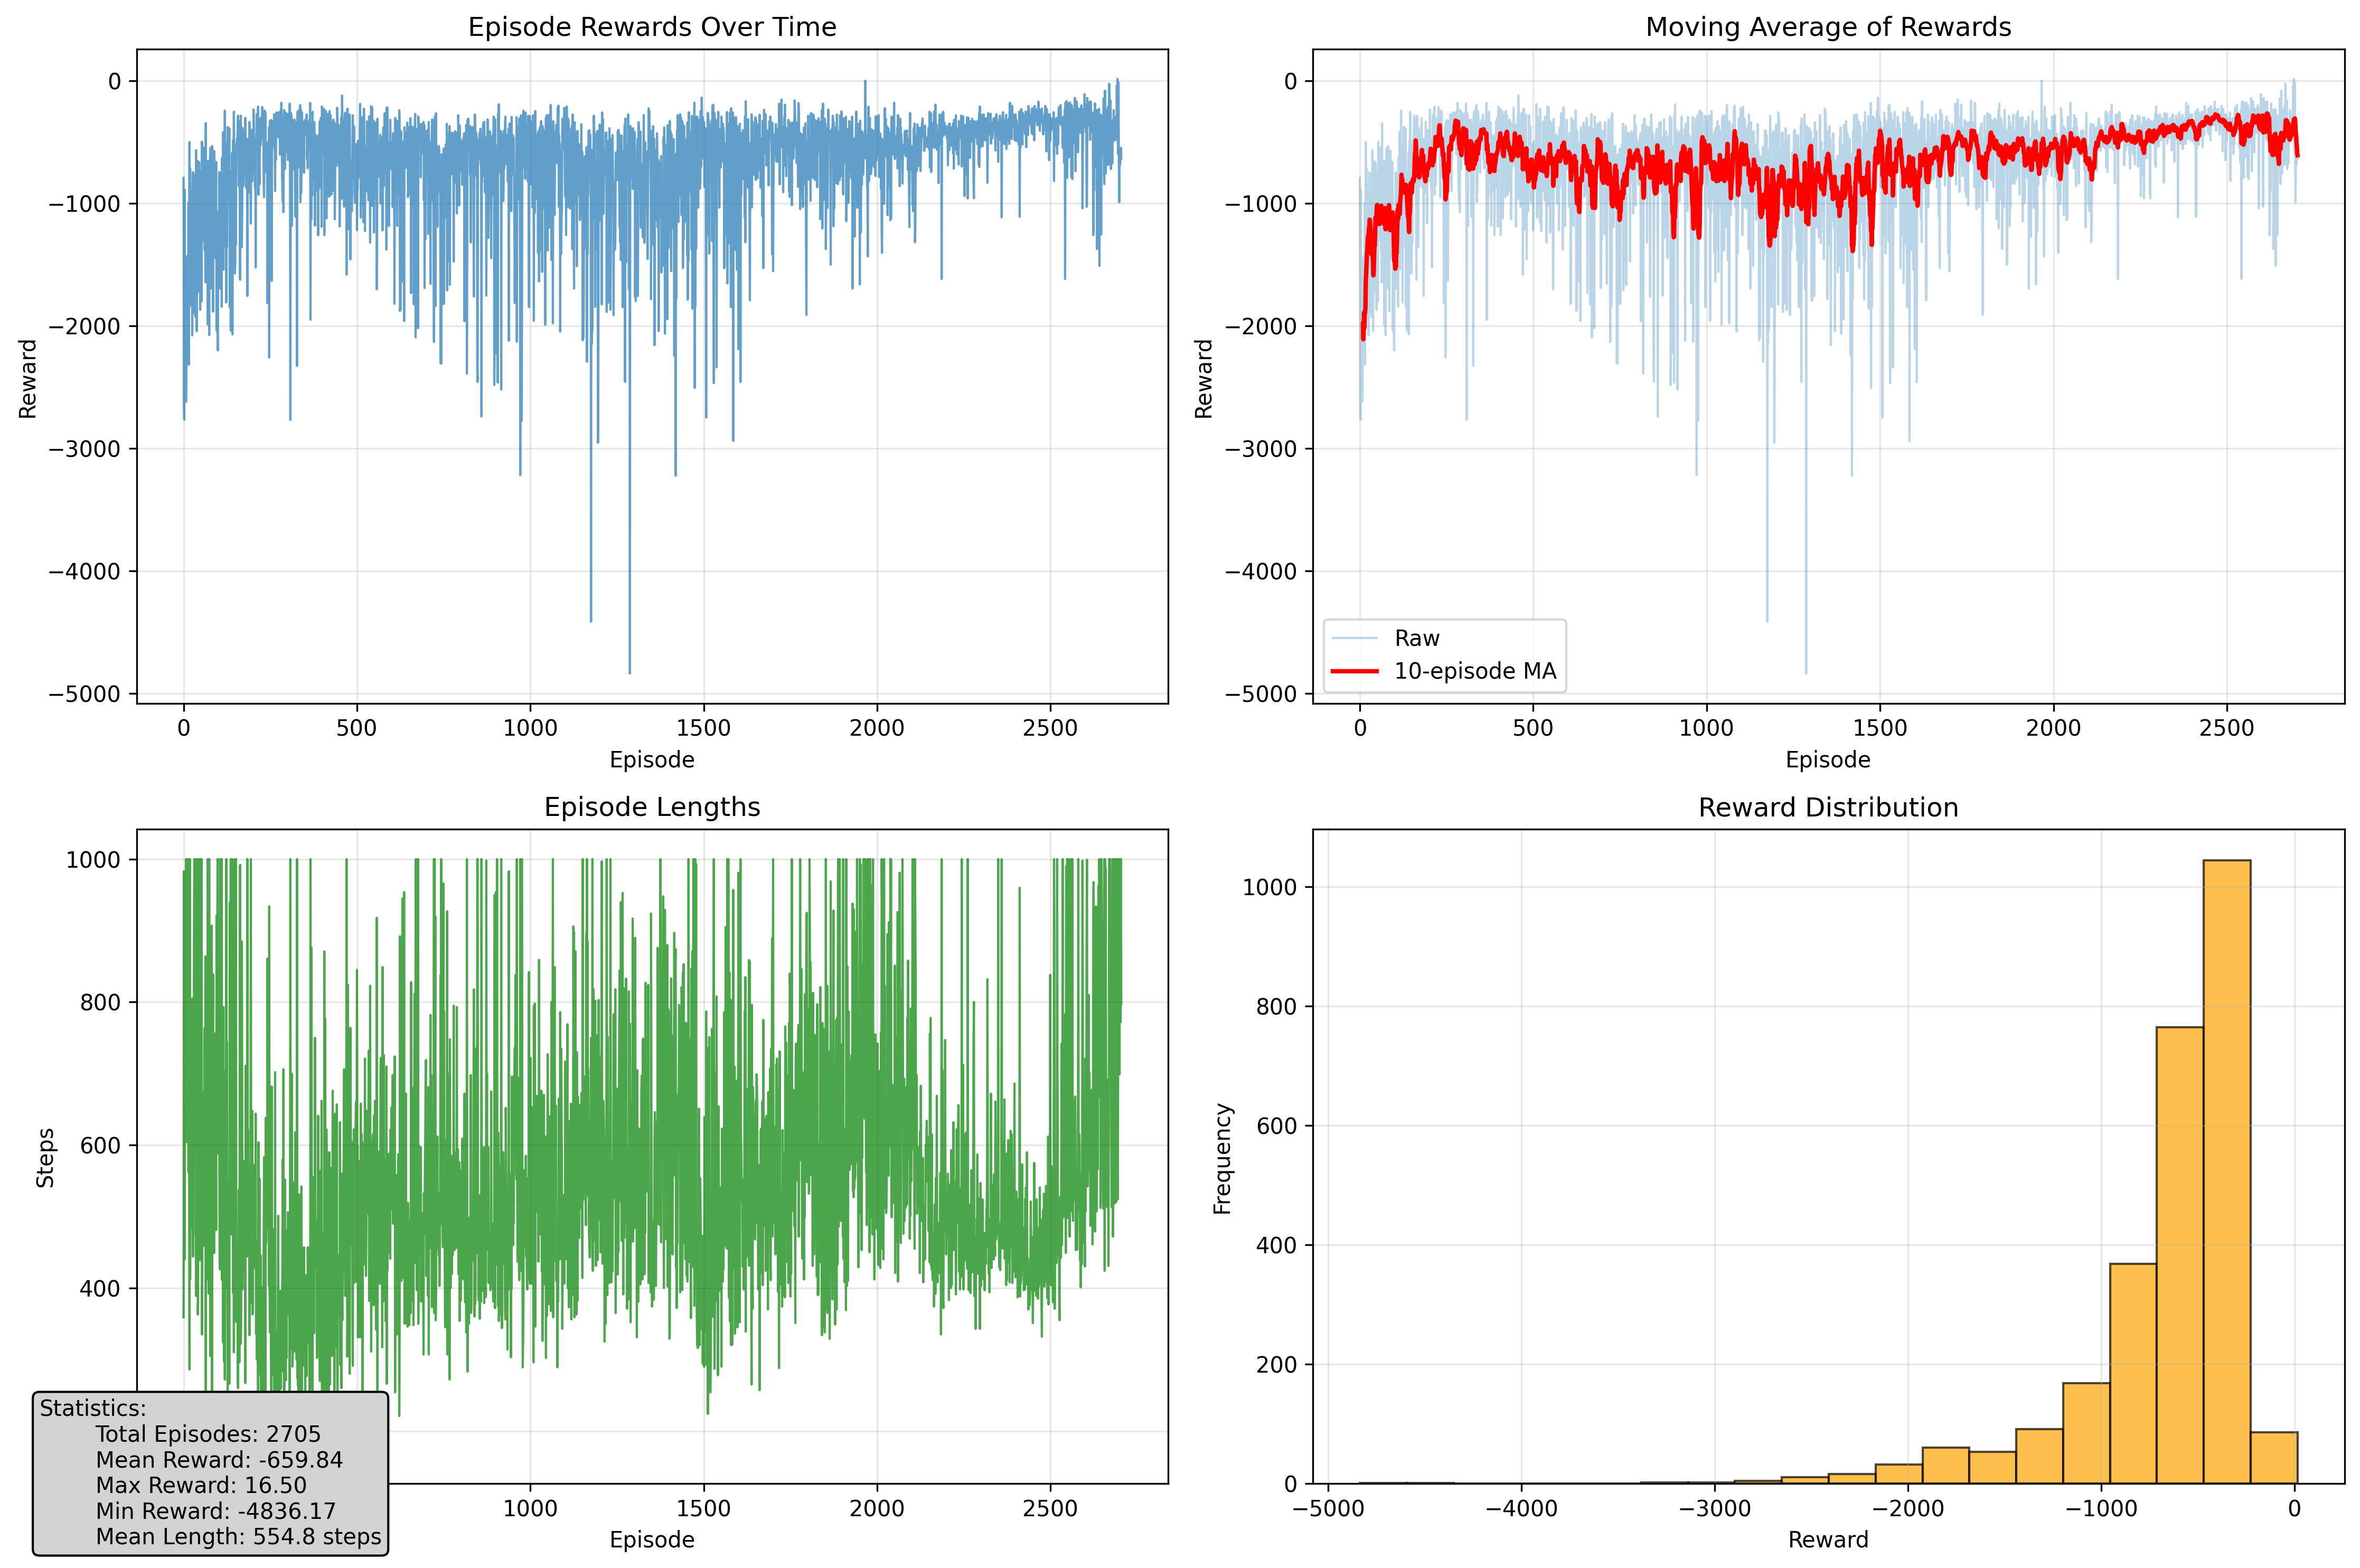 Episode Rewards Over Time
Reward
0
−1000
−2000
−3000
−4000
−5000
0 500 1000 1500 2000 2500
Episode
Moving Average of Rewards
Reward
0
−1000
−2000
−3000
−4000
−5000
Raw
10-episode MA
0 500 1000 1500 2000 2500
Episode
Episode Lengths
Steps
1000
800
600
400
1000 1500 2000 2500
Episode
Statistics:
Total Episodes: 2705
Mean Reward: -659.84
Max Reward: 16.50
Min Reward: -4836.17
Mean Length: 554.8 steps
Reward Distribution
Frequency
1000
800
600
400
200
0
−5000 −4000 −3000 −2000 −1000 0
Reward